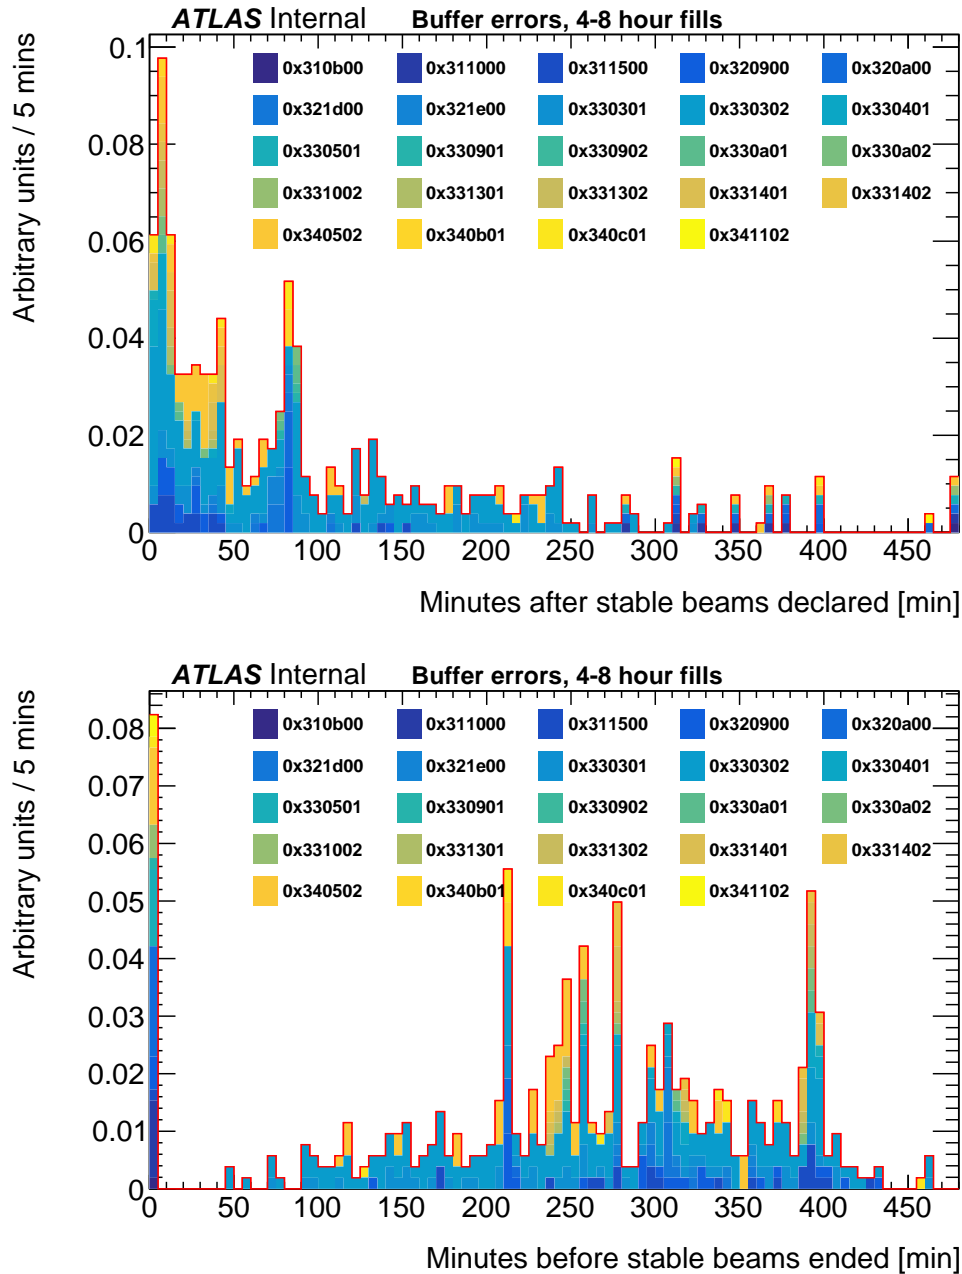 ATLAS Internal Buffer errors, 4-8 hour fills
Arbitrary units / 5 mins
0.1
0.08
0.06
0.04
0.02
0
0x310b00 0x311000 0x311500 0x320900 0x320a00
0x321d00 0x321e00 0x330301 0x330302 0x330401
0x330501 0x330901 0x330902 0x330a01 0x330a02
0x331002 0x331301 0x331302 0x331401 0x331402
0x340502 0x340b01 0x340c01 0x341102
0 50 100 150 200 250 300 350 400 450
Minutes after stable beams declared [min]
ATLAS Internal Buffer errors, 4-8 hour fills
Arbitrary units / 5 mins
0.08
0.07
0.06
0.05
0.04
0.03
0.02
0.01
0
0x310b00 0x311000 0x311500 0x320900 0x320a00
0x321d00 0x321e00 0x330301 0x330302 0x330401
0x330501 0x330901 0x330902 0x330a01 0x330a02
0x331002 0x331301 0x331302 0x331401 0x331402
0x340502 0x340b01 0x340c01 0x341102
0 50 100 150 200 250 300 350 400 450
Minutes before stable beams ended [min]